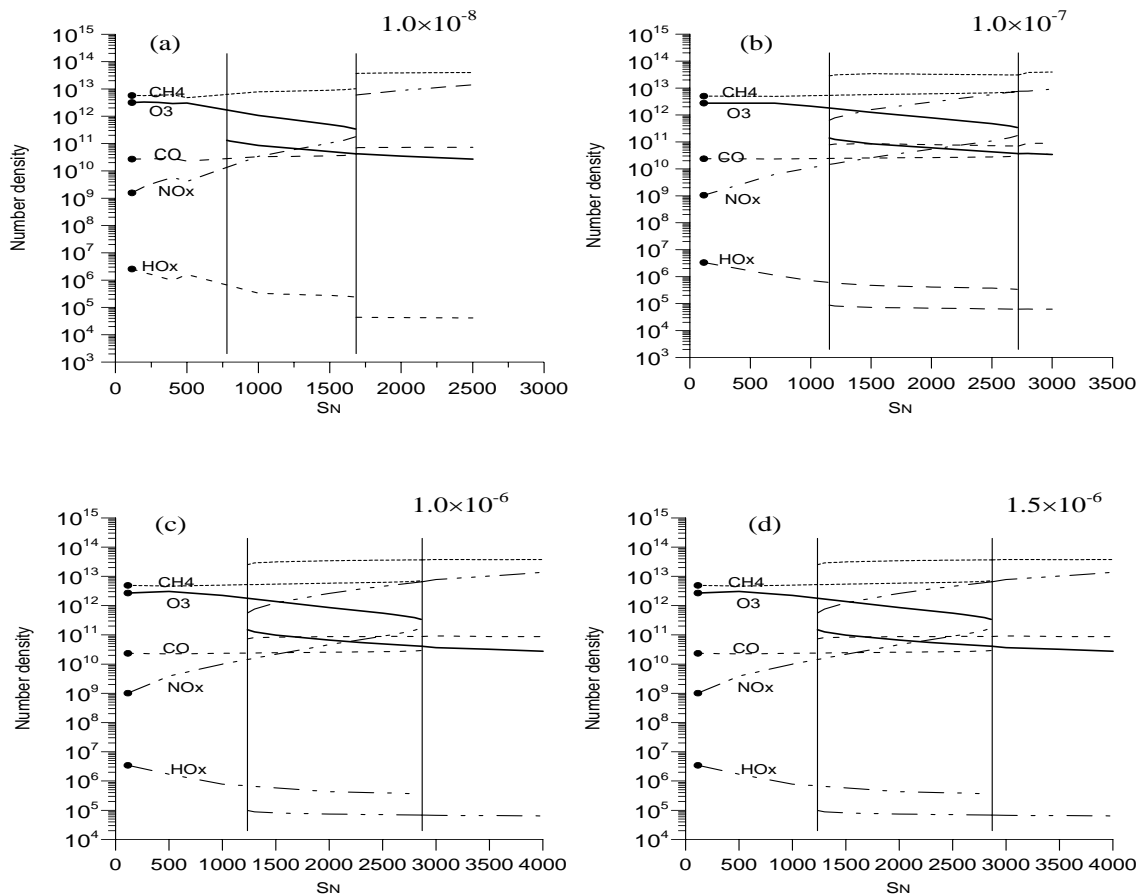 (a)
1.0×10-8
10¹⁵
10¹⁴
10¹³
10¹²
10¹¹
10¹⁰
10⁹
10⁸
10⁷
10⁶
10⁵
10⁴
10³
10²
Number density
CH4
O3
CO
NOx
HOx
0 500 1000 1500 2000 2500 3000
SN
(b)
1.0×10-7
10¹⁵
10¹⁴
10¹³
10¹²
10¹¹
10¹⁰
10⁹
10⁸
10⁷
10⁶
10⁵
10⁴
10³
Number density
CH4
O3
CO
NOx
HOx
0 500 1000 1500 2000 2500 3000 3500
SN
(c)
1.0×10-6
10¹⁵
10¹⁴
10¹³
10¹²
10¹¹
10¹⁰
10⁹
10⁸
10⁷
10⁶
10⁵
10⁴
Number density
CH4
O3
CO
NOx
HOx
0 500 1000 1500 2000 2500 3000 3500 4000
SN
(d)
1.5×10-6
10¹⁵
10¹⁴
10¹³
10¹²
10¹¹
10¹⁰
10⁹
10⁸
10⁷
10⁶
10⁵
10⁴
Number density
CH4
O3
CO
NOx
HOx
0 500 1000 1500 2000 2500 3000 3500 4000
SN